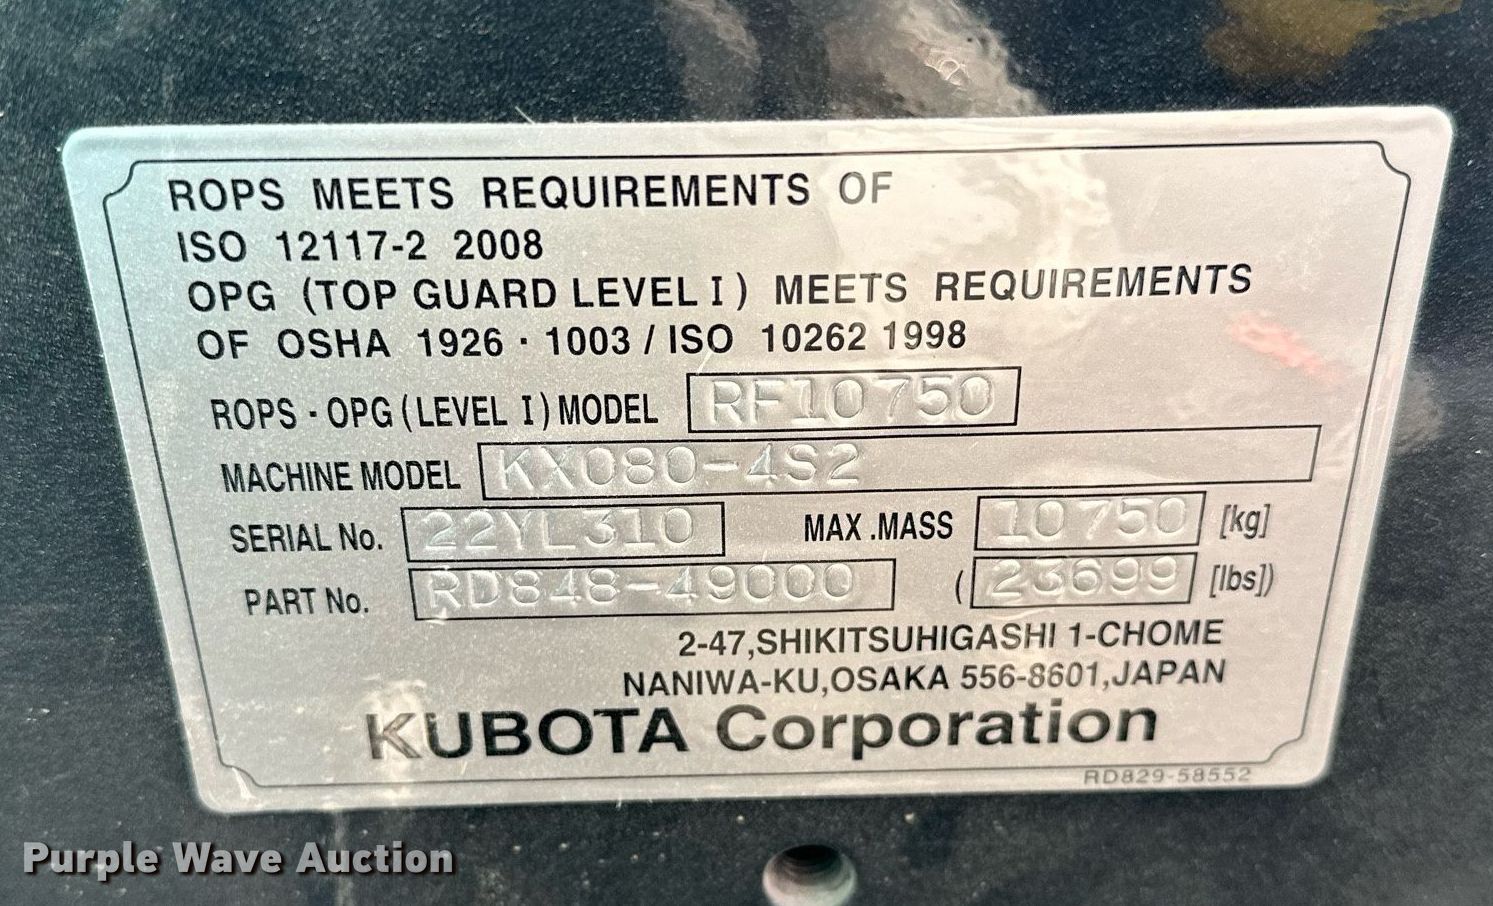 ROPS MEETS REQUIREMENTS OF
ISO 12117-2 2008
OPG (TOP GUARD LEVEL I) MEETS REQUIREMENTS
OF OSHA 1926・1003 / ISO 10262 1998
ROPS・OPG (LEVEL I) MODEL RF10750
MACHINE MODEL KX080-4S2
SERIAL No. 22YL310 MAX.MASS 10750 [kg]
PART No. RD848-49000 (23699 [lbs])
2-47,SHIKITSUHIGASHI 1-CHOME
NANIWA-KU,OSAKA 556-8601,JAPAN
KUBOTA Corporation
RD829-58552
Purple Wave Auction